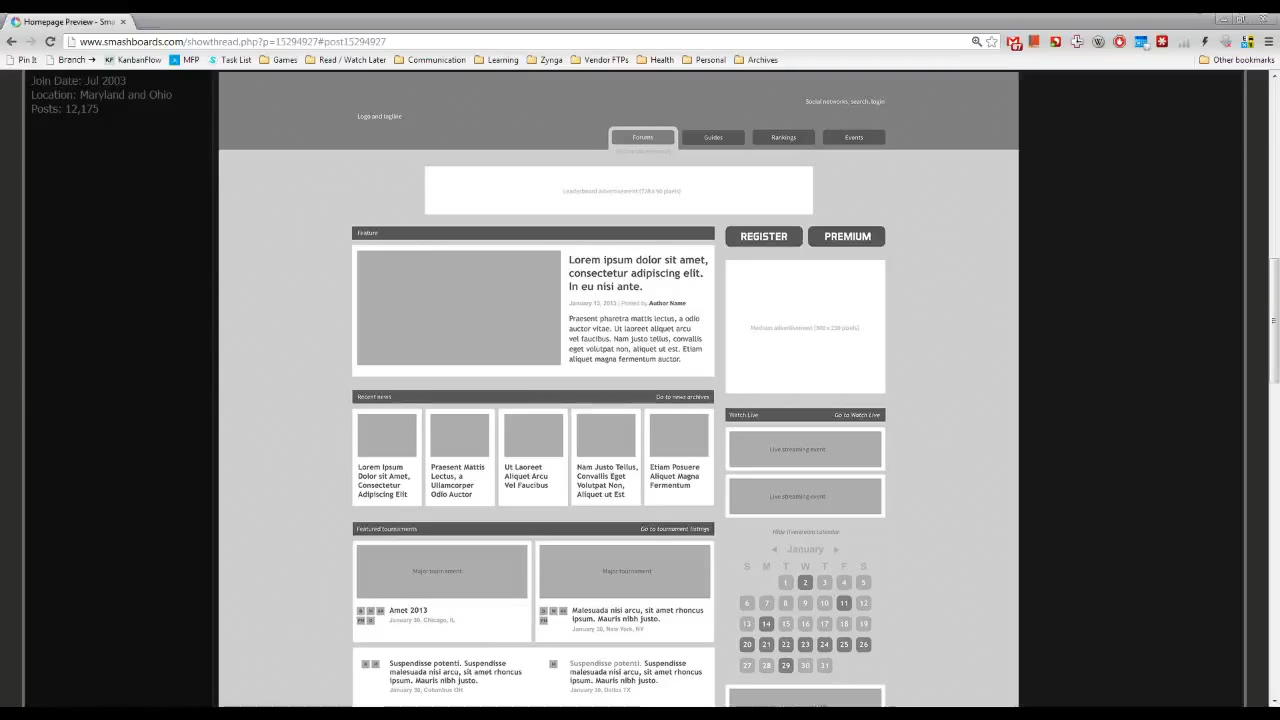 Homepage Preview - Sma
www.smashboards.com/showthread.php?p=15294927#post15294927
Pin It Branch → KanbanFlow MFP Task List Games Read / Watch Later Communication Learning Zynga Vendor FTPs Health Personal Archives Other bookmarks
Join Date: Jul 2003
Location: Maryland and Ohio
Posts: 12,175
Social networks, search, login
Logo and tagline
Forums Guides Rankings Events
Leaderboard advertisement (728 x 90 pixels)
Feature
Lorem ipsum dolor sit amet,
consectetur adipiscing elit.
In eu nisi ante.
January 13, 2013 | Posted by Author Name
Praesent pharetra mattis lectus, a odio
auctor vitae. Ut laoreet aliquet arcu
vel faucibus. Nam justo tellus, convallis
eget volutpat non, aliquet ut est. Etiam
aliquet magna fermentum auctor.
REGISTER PREMIUM
Medium advertisement (300 x 250 pixels)
Recent news Go to news archives
Lorem Ipsum
Dolor sit Amet,
Consectetur
Adipiscing Elit
Praesent Mattis
Lectus, a
Ullamcorper
Odio Auctor
Ut Laoreet
Aliquet Arcu
Vel Faucibus
Nam Justo Tellus,
Convallis Eget
Volutpat Non,
Aliquet ut Est
Etiam Posuere
Aliquet Magna
Fermentum
Watch Live Go to Watch Live
Live streaming event
Live streaming event
Hide livestream calendar
January
S M T W T F S
1 2 3 4 5
6 7 8 9 10 11 12
13 14 15 16 17 18 19
20 21 22 23 24 25 26
27 28 29 30 31
Featured tournaments Go to tournament listings
Major tournament
Amet 2013
January 30, Chicago, IL
Major tournament
Malesuada nisi arcu, sit amet rhoncus
ipsum. Mauris nibh justo.
January 30, New York, NY
Suspendisse potenti. Suspendisse
malesuada nisi arcu, sit amet rhoncus
ipsum. Mauris nibh justo.
January 30, Columbus OH
Suspendisse potenti. Suspendisse
malesuada nisi arcu, sit amet rhoncus
ipsum. Mauris nibh justo.
January 30, Dallas TX